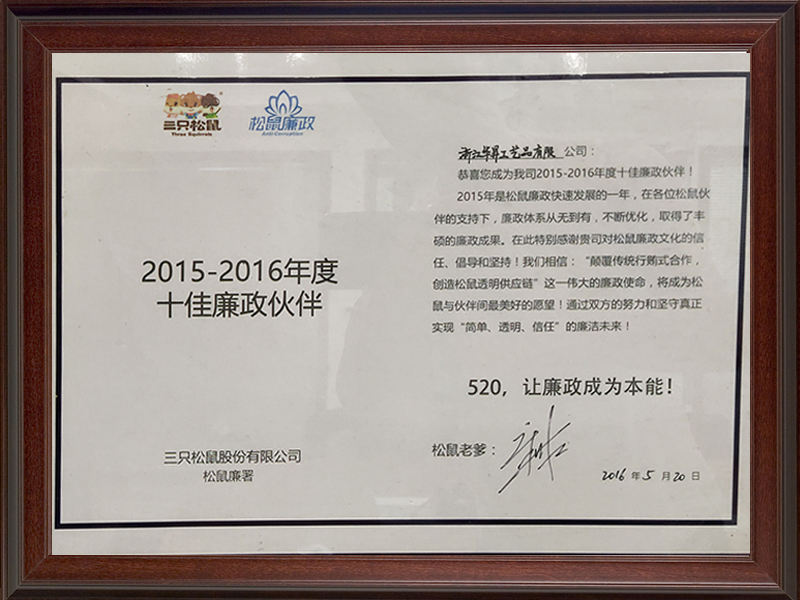 三只松鼠
Three Squirrels
松鼠廉政
Anti-Corruption
2015-2016年度
十佳廉政伙伴
三只松鼠股份有限公司
松鼠廉署
浙江华昇工艺品有限 公司：
恭喜您成为我司2015-2016年度十佳廉政伙伴！
2015年是松鼠廉政快速发展的一年，在各位松鼠伙
伴的支持下，廉政体系从无到有，不断优化，取得了丰
硕的廉政成果。在此特别感谢贵司对松鼠廉政文化的信
任、倡导和坚持！我们相信：“颠覆传统行贿式合作，
创造松鼠透明供应链”这一伟大的廉政使命，将成为松
鼠与伙伴间最美好的愿望！通过双方的努力和坚守真正
实现“简单、透明、信任”的廉洁未来！
520，让廉政成为本能！
松鼠老爹：
2016 年 5 月 20 日